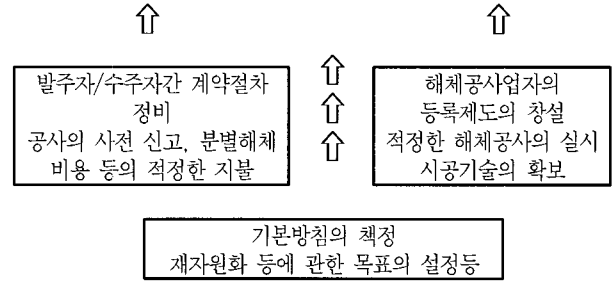 발주자/수주자간 계약절차
정비
공사의 사전 신고, 분별해체
비용 등의 적정한 지불
해체공사업자의
등록제도의 창설
적정한 해체공사의 실시
시공기술의 확보
기본방침의 책정
재자원화 등에 관한 목표의 설정등